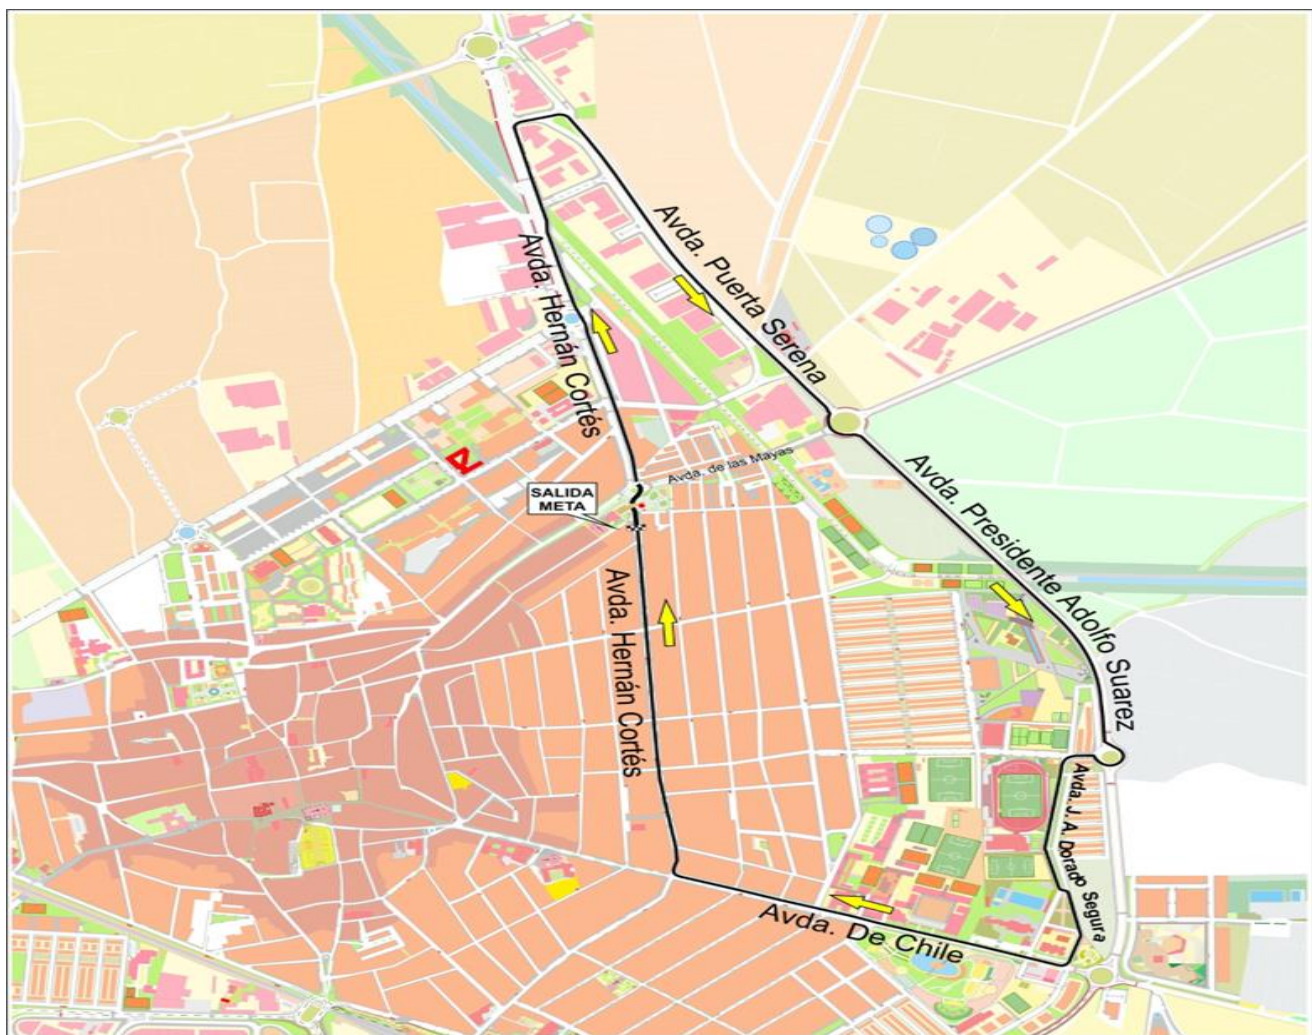 Avda. Puerta Serena
Avda. Hernán Cortés
Avda. de las Mayas
SALIDA
META
Avda. Presidente Adolfo Suarez
Avda. Hernán Cortés
Avda. J. A. Dorado Segura
Avda. De Chile